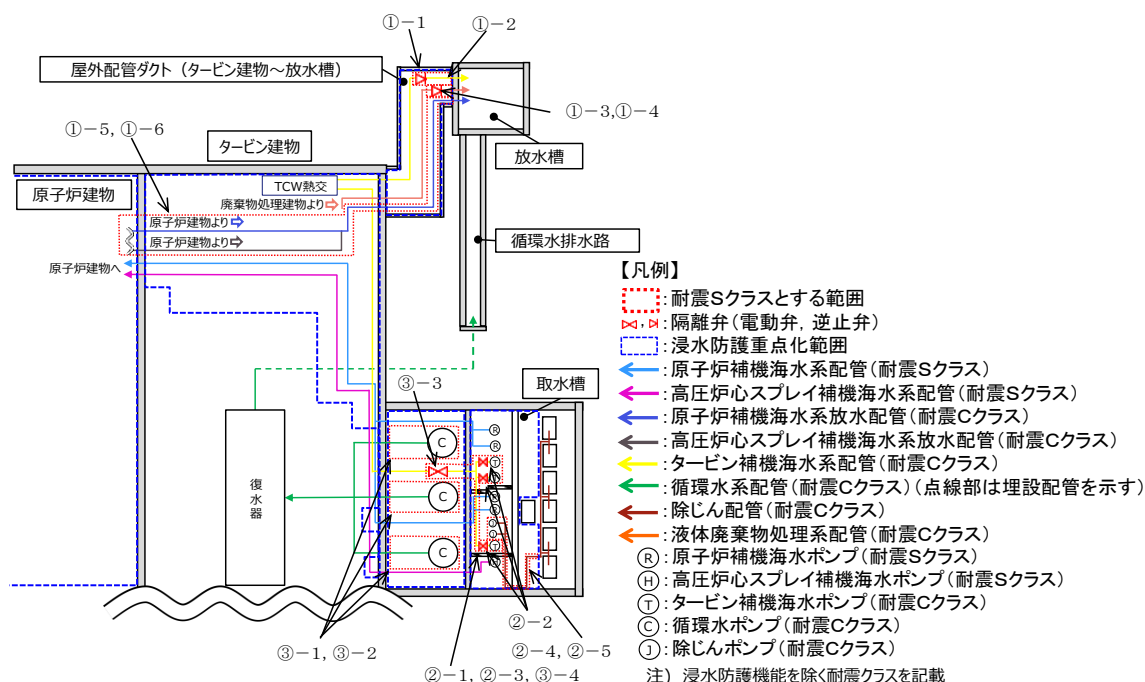 ①-1
①-2
屋外配管ダクト（タービン建物～放水槽）
①-3,①-4
①-5, ①-6
タービン建物
放水槽
原子炉建物
TCW熱交
廃棄物処理建物より
原子炉建物より
原子炉建物より
循環水排水路
原子炉建物へ
③-3
取水槽
復水器
C
C
C
R
R
T
J
T
②-2
③-1, ③-2
②-4, ②-5
②-1, ②-3, ③-4
【凡例】
:耐震Sクラスとする範囲
, :隔離弁(電動弁, 逆止弁)
:浸水防護重点化範囲
:原子炉補機海水系配管(耐震Sクラス)
:高圧炉心スプレイ補機海水系配管(耐震Sクラス)
:原子炉補機海水系放水配管(耐震Cクラス)
:高圧炉心スプレイ補機海水系放水配管(耐震Cクラス)
:タービン補機海水系配管(耐震Cクラス)
:循環水系配管(耐震Cクラス)(点線部は埋設配管を示す)
:除じん配管(耐震Cクラス)
:液体廃棄物処理系配管(耐震Cクラス)
Ⓡ:原子炉補機海水ポンプ(耐震Sクラス)
Ⓗ:高圧炉心スプレイ補機海水ポンプ(耐震Sクラス)
Ⓣ:タービン補機海水ポンプ(耐震Cクラス)
Ⓒ:循環水ポンプ(耐震Cクラス)
Ⓙ:除じんポンプ(耐震Cクラス)
注) 浸水防護機能を除く耐震クラスを記載